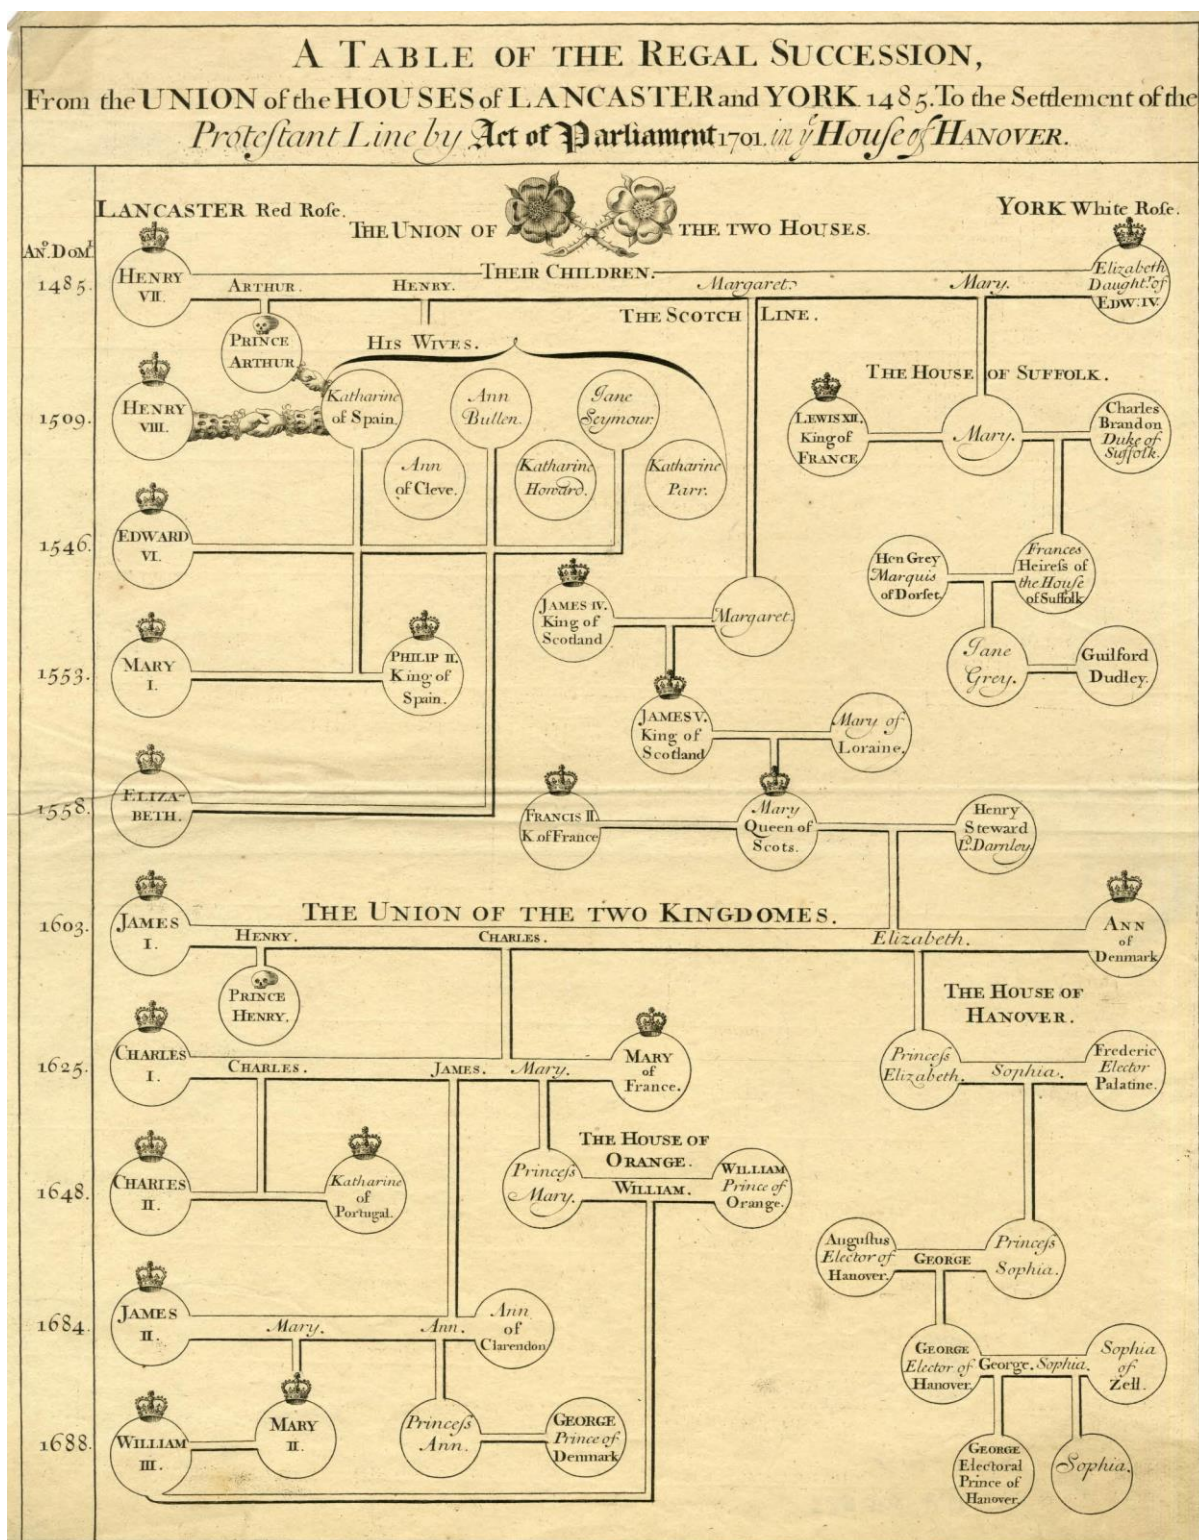 A TABLE OF THE REGAL SUCCESSION,
From the UNION of the HOUSES of LANCASTER and YORK 1485. To the Settlement of the
Proteſtant Line by Act of Parliament 1701. in yͤ Houſe of HANOVER.
LANCASTER Red Roſe.
THE UNION OF THE TWO HOUSES.
YORK White Roſe.
Anº. Dom¹.
1485.
HENRY
VII.
THEIR CHILDREN.
ARTHUR.
HENRY.
Margaret.
Mary.
Elizabeth
Daughtʳ. of
EDW. IV.
THE SCOTCH LINE.
PRINCE
ARTHUR
HIS WIVES.
THE HOUSE OF SUFFOLK.
1509.
HENRY
VIII.
Katharine
of Spain.
Ann
Bullen.
Jane
Seymour.
Ann
of Cleve.
Katharine
Howard.
Katharine
Parr.
LEWIS XII.
King of
FRANCE
Mary.
Charles
Brandon
Duke of
Suffolk.
1546.
EDWARD
VI.
Hen Grey
Marquis
of Dorſet.
Frances
Heireſs of
the Houſe
of Suffolk
JAMES IV.
King of
Scotland
Margaret.
1553.
MARY
I.
PHILIP II.
King of
Spain.
Jane
Grey.
Guilford
Dudley.
JAMES V.
King of
Scotland
Mary of
Loraine.
1558.
ELIZA-
BETH.
FRANCIS II.
K. of France
Mary
Queen of
Scots.
Henry
Steward
Lᵈ. Darnley
1603.
JAMES
I.
THE UNION OF THE TWO KINGDOMES.
HENRY.
CHARLES.
Elizabeth.
ANN
of
Denmark
PRINCE
HENRY.
THE HOUSE OF
HANOVER.
1625.
CHARLES
I.
CHARLES.
JAMES.
Mary.
MARY
of
France.
Princeſs
Elizabeth.
Sophia.
Frederic
Elector
Palatine.
THE HOUSE OF
ORANGE.
1648.
CHARLES
II.
Katharine
of
Portugal.
Princeſs
Mary.
WILLIAM.
WILLIAM
Prince of
Orange.
Auguſtus
Elector of
Hanover.
GEORGE
Princeſs
Sophia.
1684.
JAMES
II.
Mary.
Ann.
Ann
of
Clarendon
GEORGE
Elector of
Hanover.
George.
Sophia.
Sophia
of
Zell.
1688.
WILLIAM
III.
MARY
II.
Princeſs
Ann.
GEORGE
Prince of
Denmark
GEORGE
Electoral
Prince of
Hanover.
Sophia.